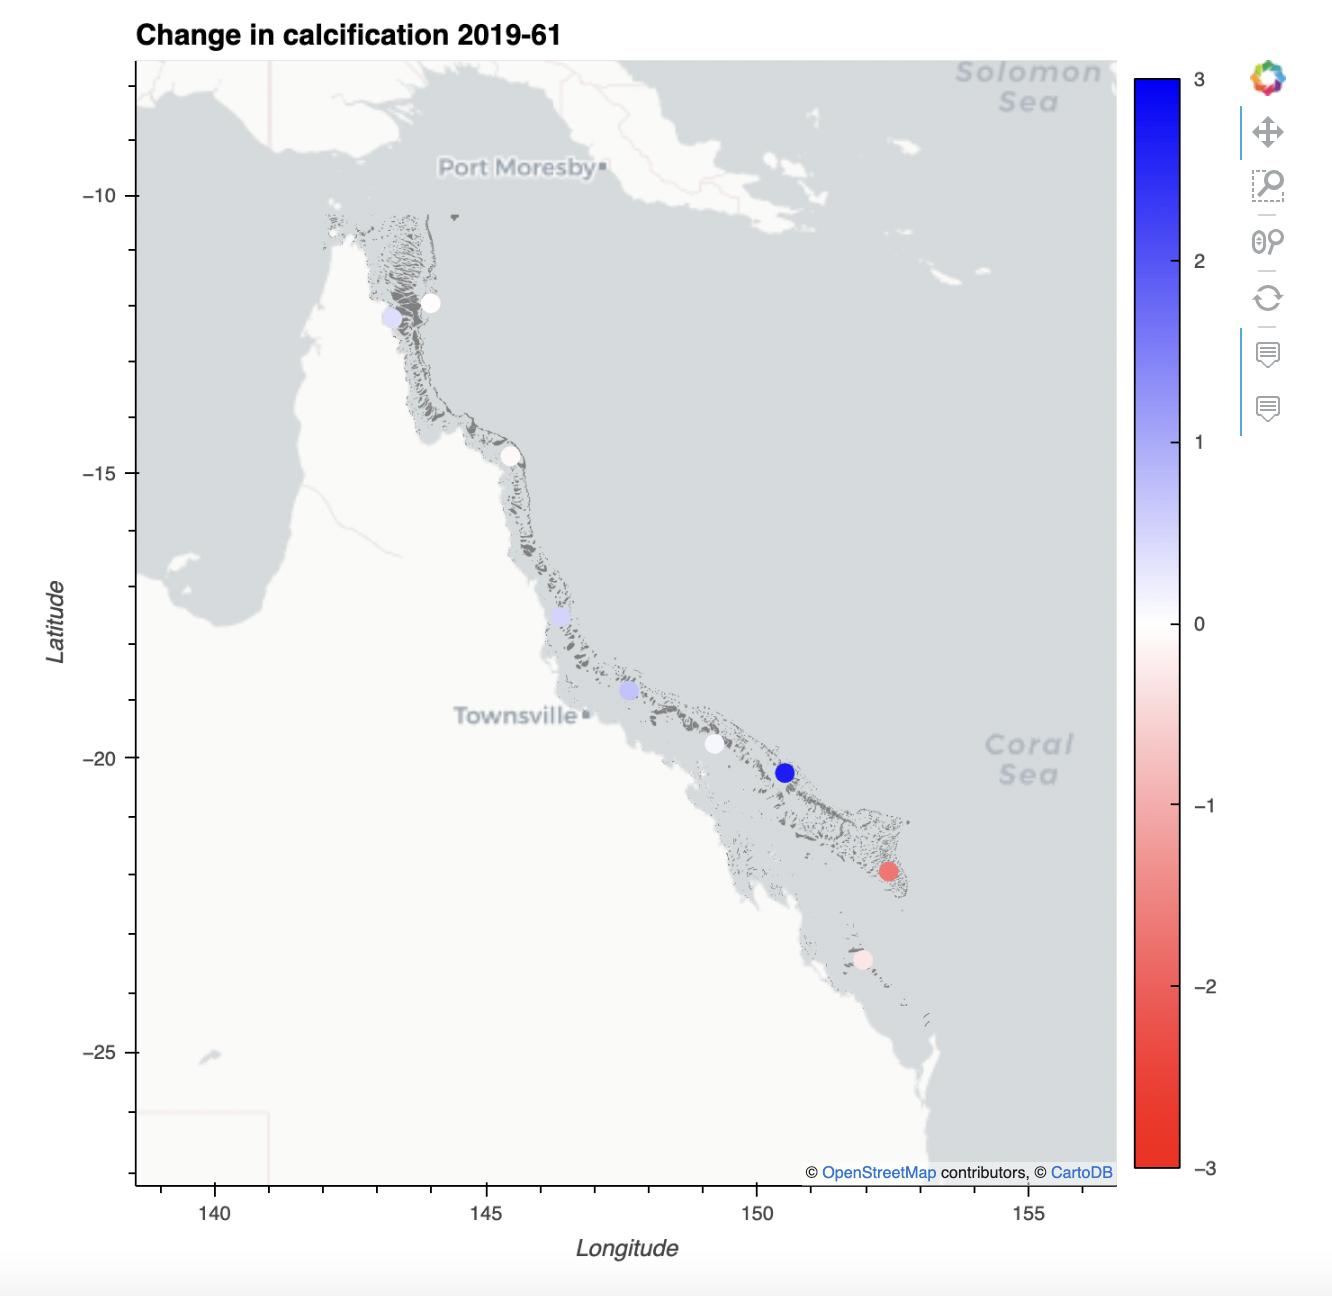 Change in calcification 2019-61
Solomon
Sea
Port Moresby
Townsville
Coral
Sea
−10
−15
−20
−25
Latitude
140
145
150
155
Longitude
3
2
1
0
−1
−2
−3
© OpenStreetMap contributors, © CartoDB